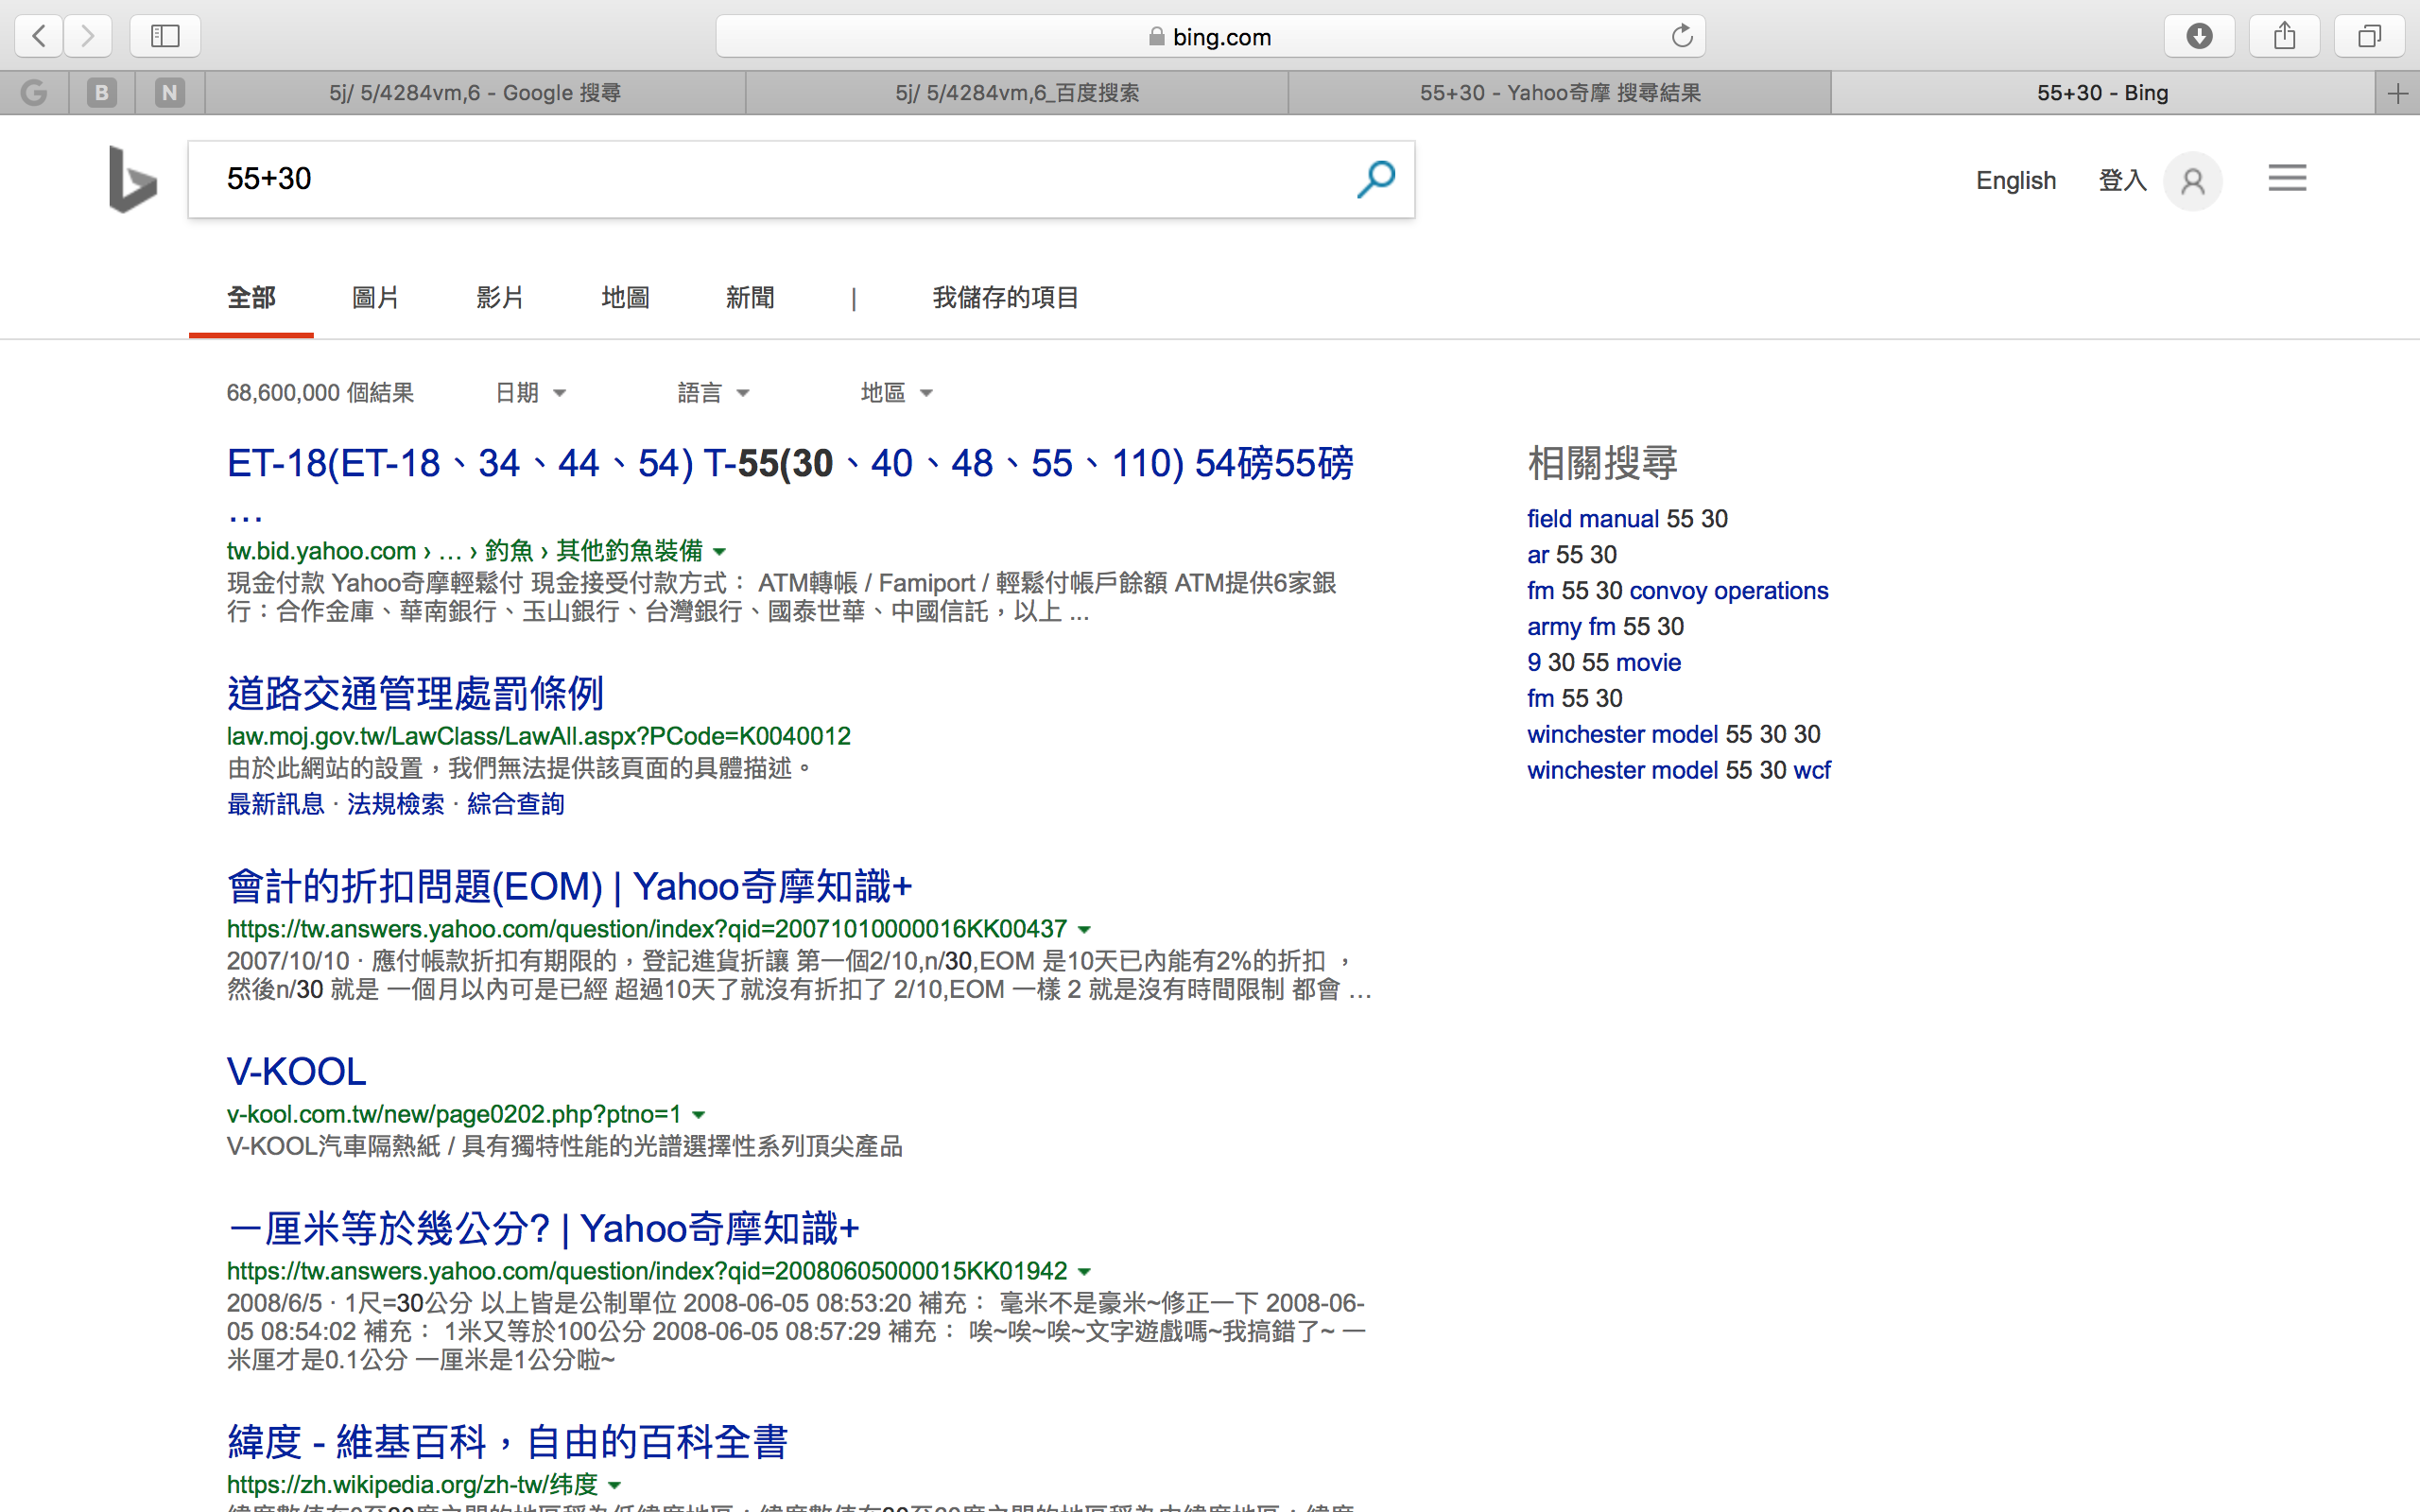 bing.com
G B N 5j/ 5/4284vm,6 - Google 搜尋 5j/ 5/4284vm,6_百度搜索 55+30 - Yahoo奇摩 搜尋結果 55+30 - Bing
55+30
English 登入
全部 圖片 影片 地圖 新聞 | 我儲存的項目
68,600,000 個結果 日期 語言 地區
ET-18(ET-18、34、44、54) T-55(30、40、48、55、110) 54磅55磅
...
tw.bid.yahoo.com › … › 釣魚 › 其他釣魚裝備
現金付款 Yahoo奇摩輕鬆付 現金接受付款方式： ATM轉帳 / Famiport / 輕鬆付帳戶餘額 ATM提供6家銀
行：合作金庫、華南銀行、玉山銀行、台灣銀行、國泰世華、中國信託，以上 ...
道路交通管理處罰條例
law.moj.gov.tw/LawClass/LawAll.aspx?PCode=K0040012
由於此網站的設置，我們無法提供該頁面的具體描述。
最新訊息 · 法規檢索 · 綜合查詢
會計的折扣問題(EOM) | Yahoo奇摩知識+
https://tw.answers.yahoo.com/question/index?qid=20071010000016KK00437
2007/10/10 · 應付帳款折扣有期限的，登記進貨折讓 第一個2/10,n/30,EOM 是10天已內能有2%的折扣 ，
然後n/30 就是 一個月以內可是已經 超過10天了就沒有折扣了 2/10,EOM 一樣 2 就是沒有時間限制 都會 …
V-KOOL
v-kool.com.tw/new/page0202.php?ptno=1
V-KOOL汽車隔熱紙 / 具有獨特性能的光譜選擇性系列頂尖產品
一厘米等於幾公分? | Yahoo奇摩知識+
https://tw.answers.yahoo.com/question/index?qid=20080605000015KK01942
2008/6/5 · 1尺=30公分 以上皆是公制單位 2008-06-05 08:53:20 補充： 毫米不是豪米~修正一下 2008-06-
05 08:54:02 補充： 1米又等於100公分 2008-06-05 08:57:29 補充： 唉~唉~唉~文字遊戲嗎~我搞錯了~ 一
米厘才是0.1公分 一厘米是1公分啦~
緯度 - 維基百科，自由的百科全書
https://zh.wikipedia.org/zh-tw/纬度
相關搜尋
field manual 55 30
ar 55 30
fm 55 30 convoy operations
army fm 55 30
9 30 55 movie
fm 55 30
winchester model 55 30 30
winchester model 55 30 wcf